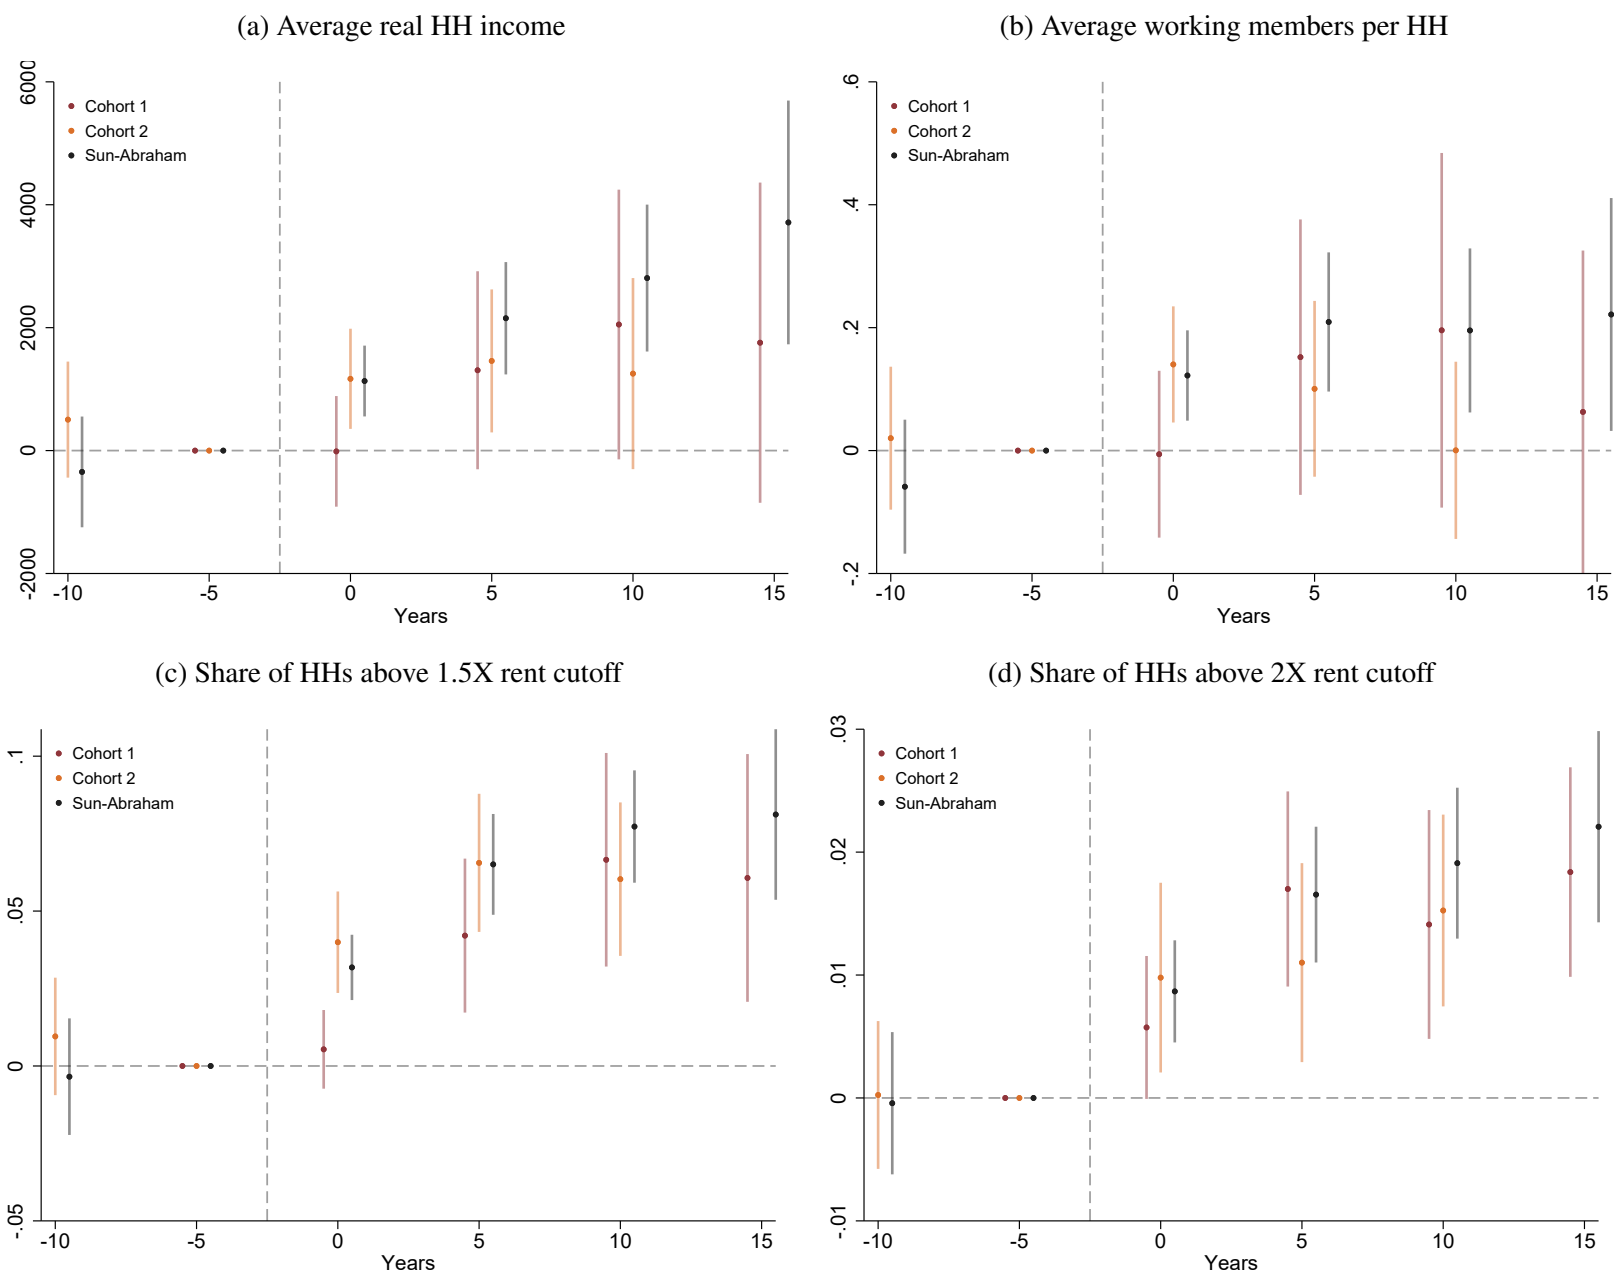 (a) Average real HH income
6000
4000
2000
0
-2000
Cohort 1
Cohort 2
Sun-Abraham
-10 -5 0 5 10 15
Years
(b) Average working members per HH
.6
.4
.2
0
-.2
Cohort 1
Cohort 2
Sun-Abraham
-10 -5 0 5 10 15
Years
(c) Share of HHs above 1.5X rent cutoff
.1
.05
0
-.05
Cohort 1
Cohort 2
Sun-Abraham
-10 -5 0 5 10 15
Years
(d) Share of HHs above 2X rent cutoff
.03
.02
.01
0
-.01
Cohort 1
Cohort 2
Sun-Abraham
-10 -5 0 5 10 15
Years